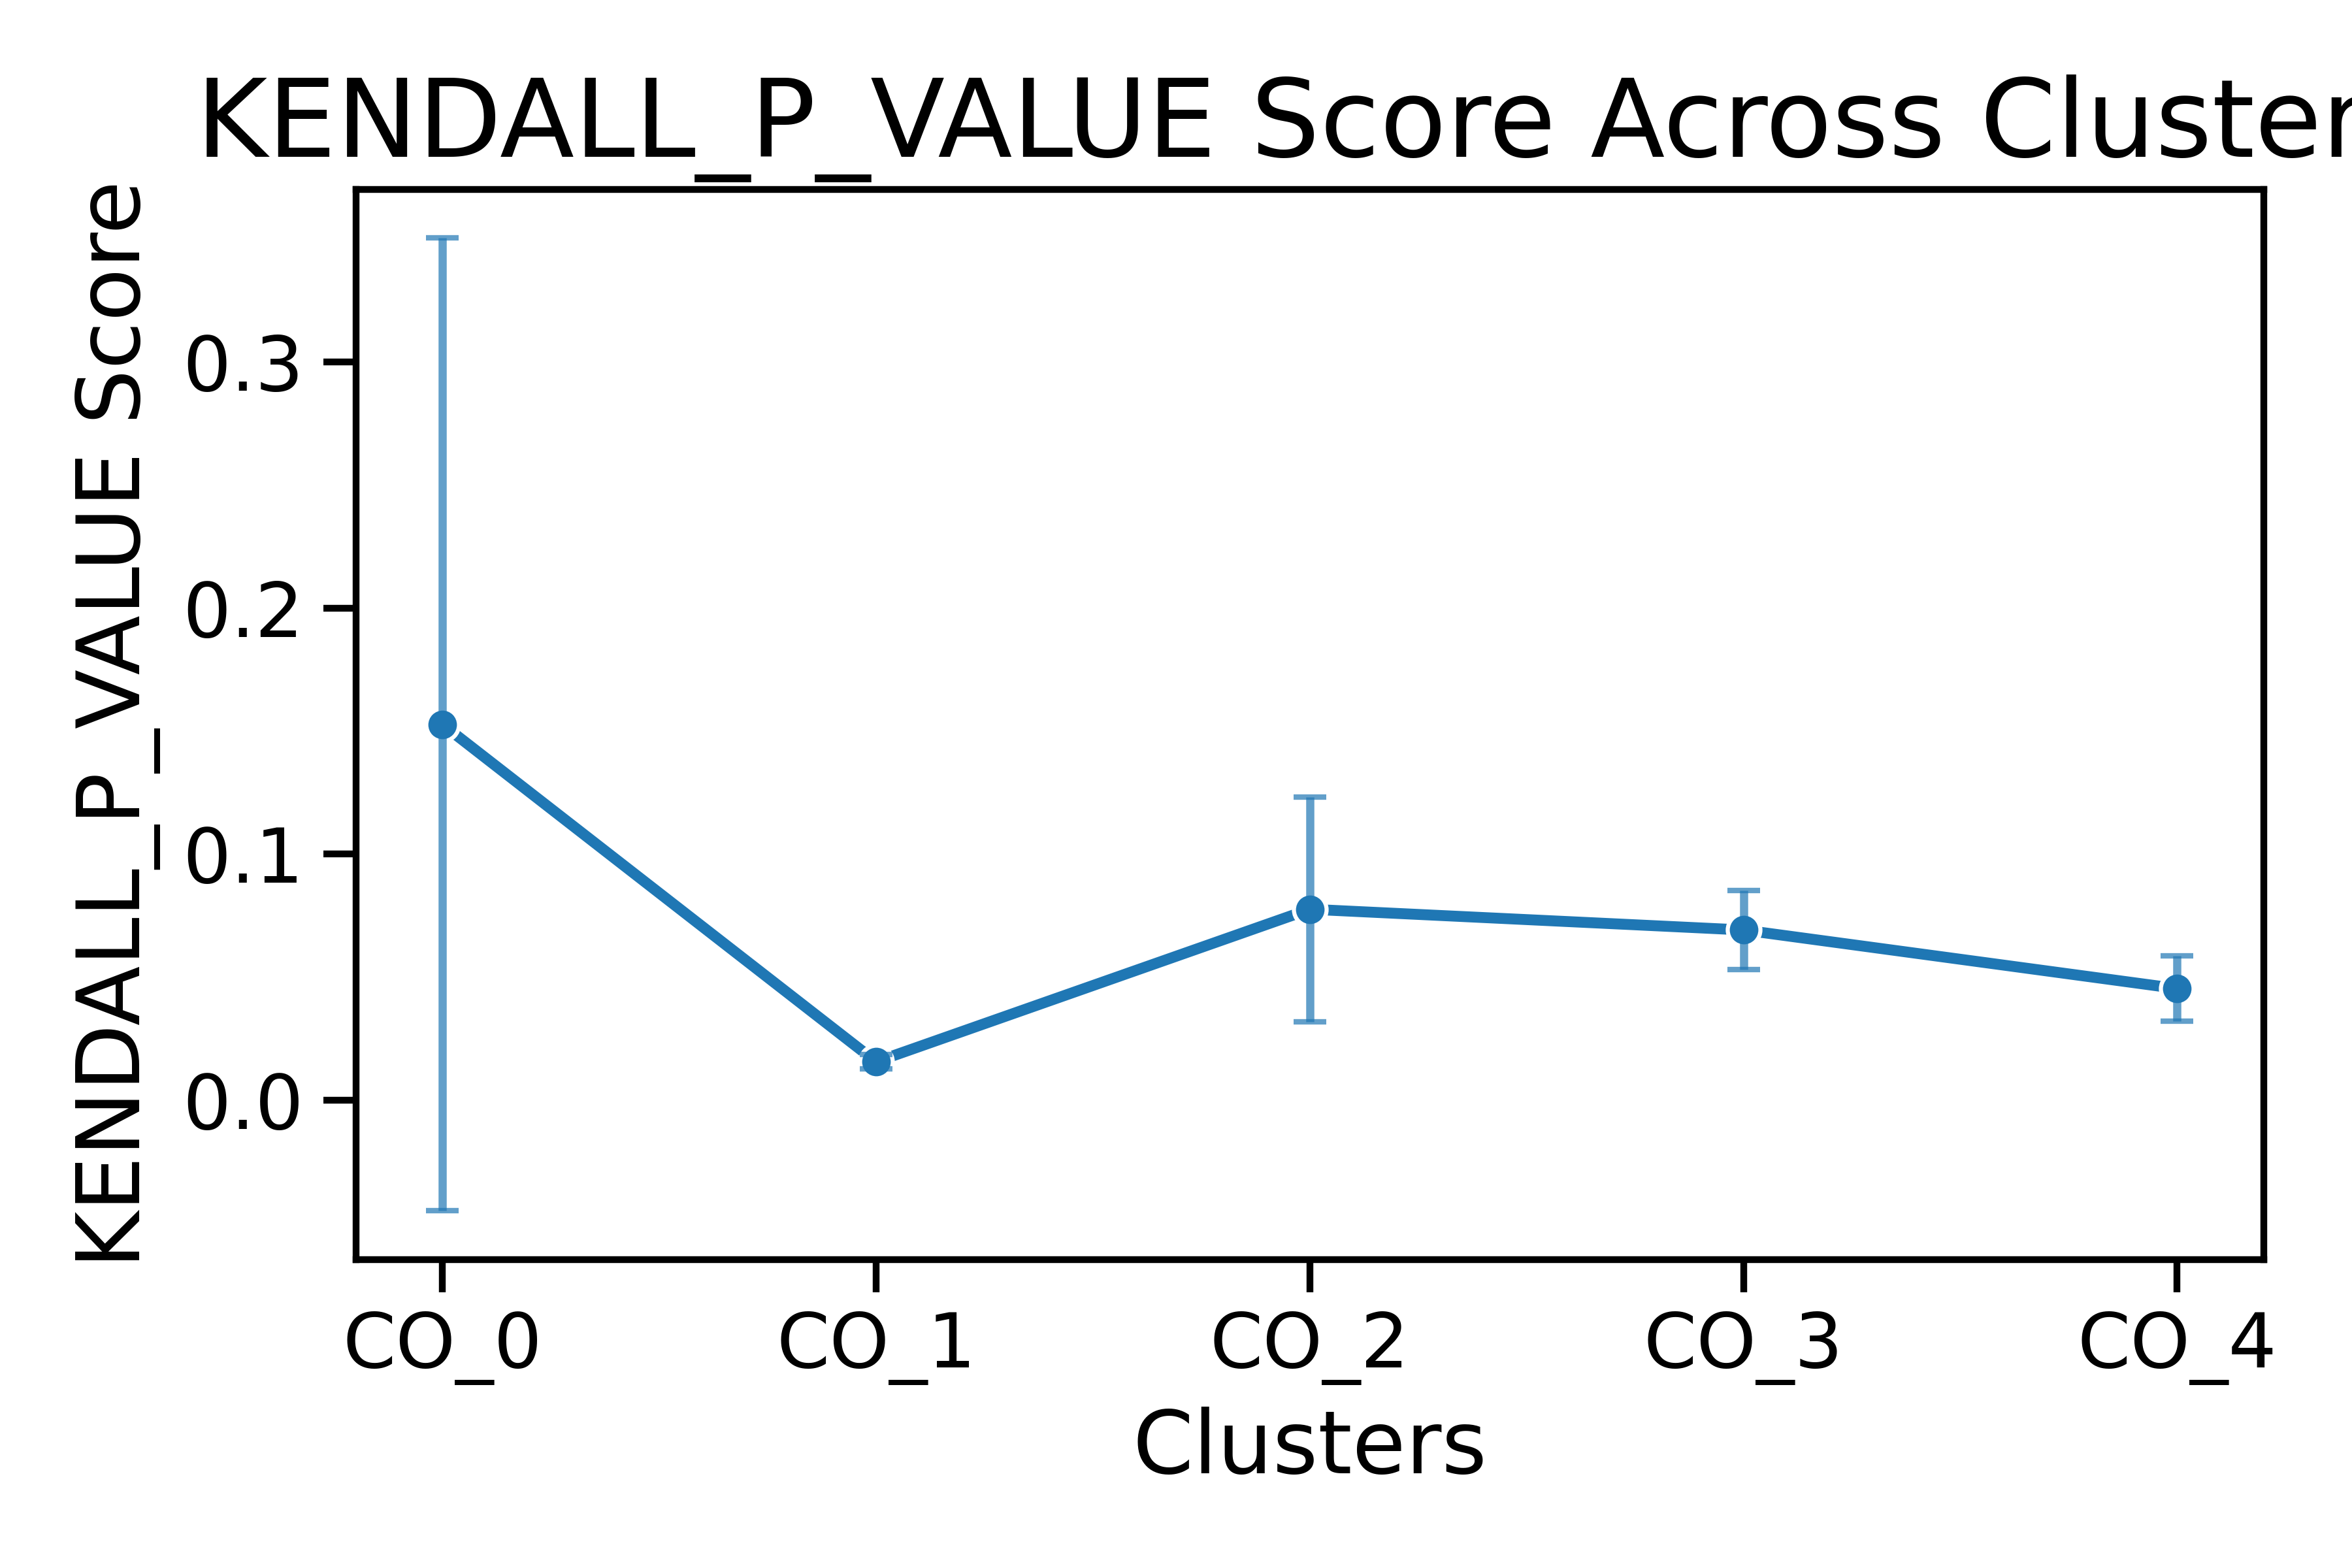 KENDALL_P_VALUE Score Across Cluster
KENDALL_P_VALUE Score
0.3
0.2
0.1
0.0
CO_0 CO_1 CO_2 CO_3 CO_4
Clusters